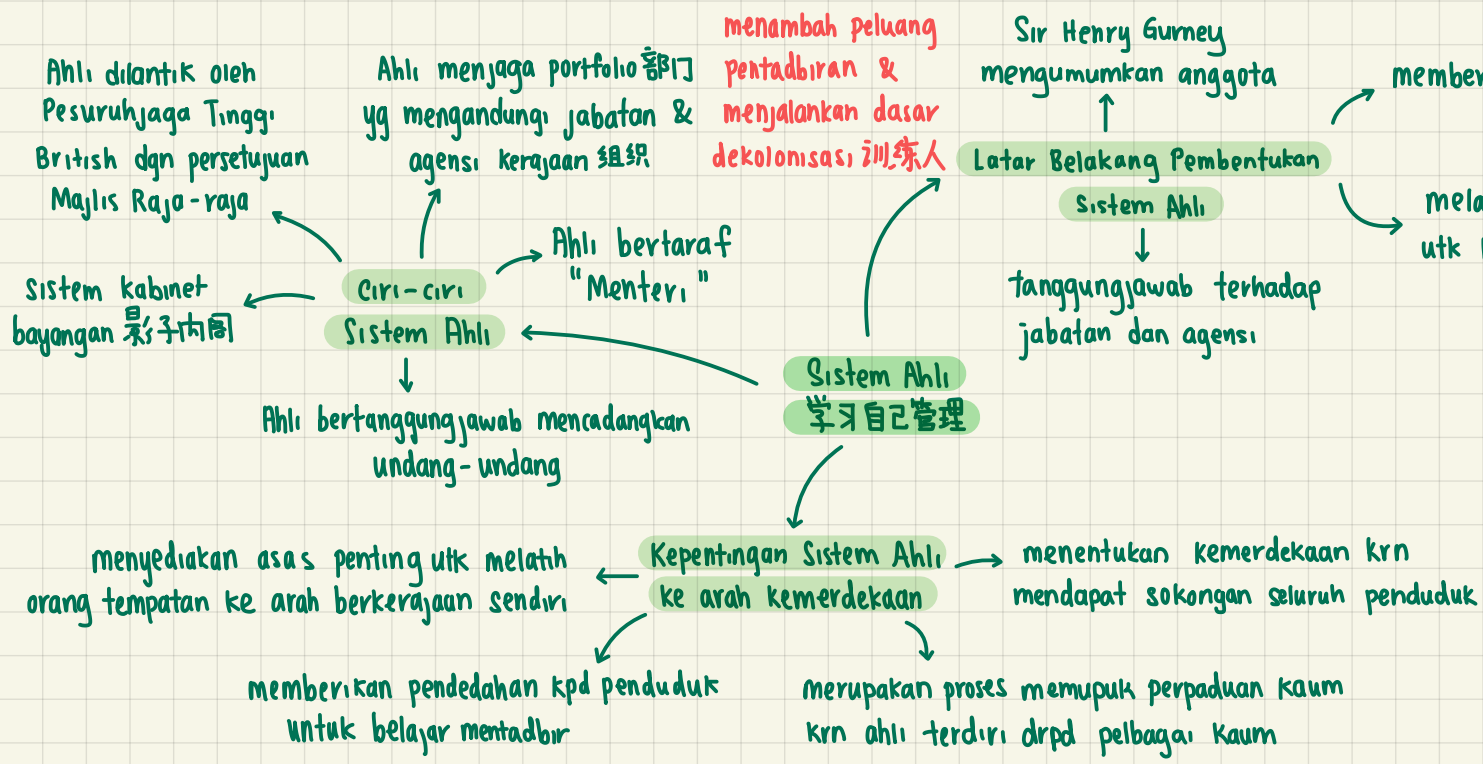 Ahli dilantik oleh
Pesuruhjaga Tinggi
British dgn persetujuan
Majlis Raja-raja
Ahli menjaga portfolio 部门
yg mengandungi jabatan &
agensi kerajaan 组织
menambah peluang
pentadbiran &
menjalankan dasar
dekolonisasi 训练人
Sir Henry Gurney
mengumumkan anggota
Latar Belakang Pembentukan
Sistem Ahli
tanggungjawab terhadap
jabatan dan agensi
Ahli bertaraf
"Menteri"
Ciri-ciri
Sistem Ahli
Sistem kabinet
bayangan 影子内阁
Ahli bertanggungjawab mencadangkan
undang-undang
Sistem Ahli
学习自己管理
Kepentingan Sistem Ahli
ke arah kemerdekaan
menyediakan asas penting utk melatih
orang tempatan ke arah berkerajaan sendiri
menentukan kemerdekaan krn
mendapat sokongan seluruh penduduk
memberikan pendedahan kpd penduduk
untuk belajar mentadbir
merupakan proses memupuk perpaduan kaum
krn ahli terdiri drpd pelbagai kaum
member
mela
utk